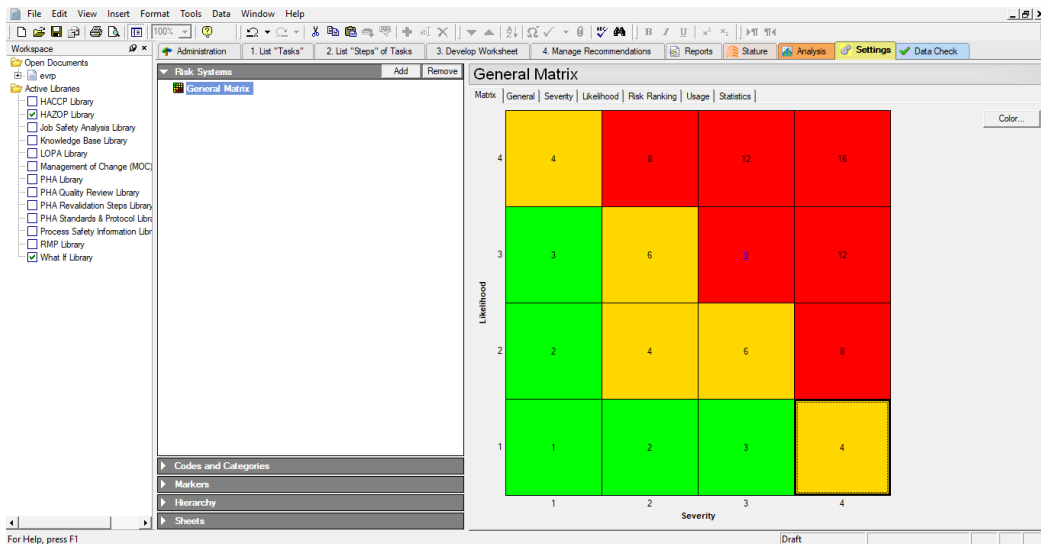 File Edit View Insert Format Tools Data Window Help
100%
B I U x² x₂
Workspace
Administration 1. List "Tasks" 2. List "Steps" of Tasks 3. Develop Worksheet 4. Manage Recommendations Reports Stature Analysis Settings Data Check
Open Documents
evrp
Active Libraries
HACCP Library
HAZOP Library
Job Safety Analysis Library
Knowledge Base Library
LOPA Library
Management of Change (MOC)
PHA Library
PHA Quality Review Library
PHA Revalidation Steps Library
PHA Standards & Protocol Libra
Process Safety Information Libr
RMP Library
What If Library
Risk Systems Add Remove
General Matrix
Codes and Categories
Markers
Hierarchy
Sheets
General Matrix
Matrix General Severity Likelihood Risk Ranking Usage Statistics
Color...
4 4 8 12 16
3 3 6 9 12
Likelihood
2 2 4 6 8
1 1 2 3 4
1 2 3 4
Severity
For Help, press F1
Draft